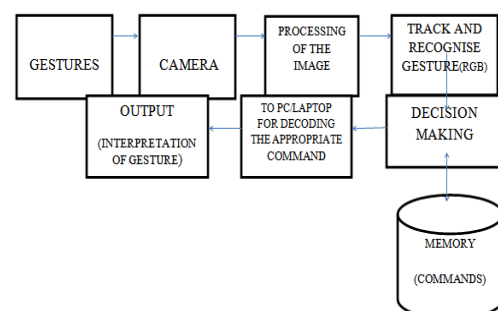 GESTURES
CAMERA
PROCESSING
OF THE
IMAGE
TRACK AND
RECOGNISE
GESTURE(RGB)
OUTPUT
(INTERPRETATION
OF GESTURE)
TO PC/LAPTOP
FOR DECODING
THE APPROPRIATE
COMMAND
DECISION
MAKING
MEMORY
(COMMANDS)